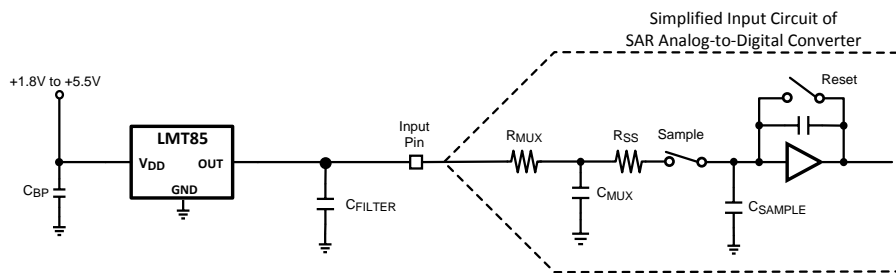 Simplified Input Circuit of
SAR Analog-to-Digital Converter
+1.8V to +5.5V
Reset
LMT85
Input
Pin
RMUX
RSS
Sample
VDD
OUT
GND
CBP
CFILTER
CMUX
CSAMPLE